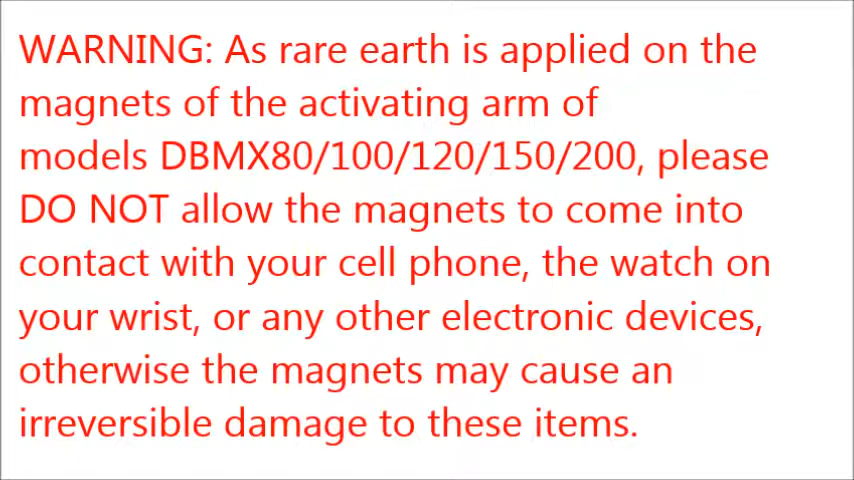 WARNING: As rare earth is applied on the
magnets of the activating arm of
models DBMX80/100/120/150/200, please
DO NOT allow the magnets to come into
contact with your cell phone, the watch on
your wrist, or any other electronic devices,
otherwise the magnets may cause an
irreversible damage to these items.